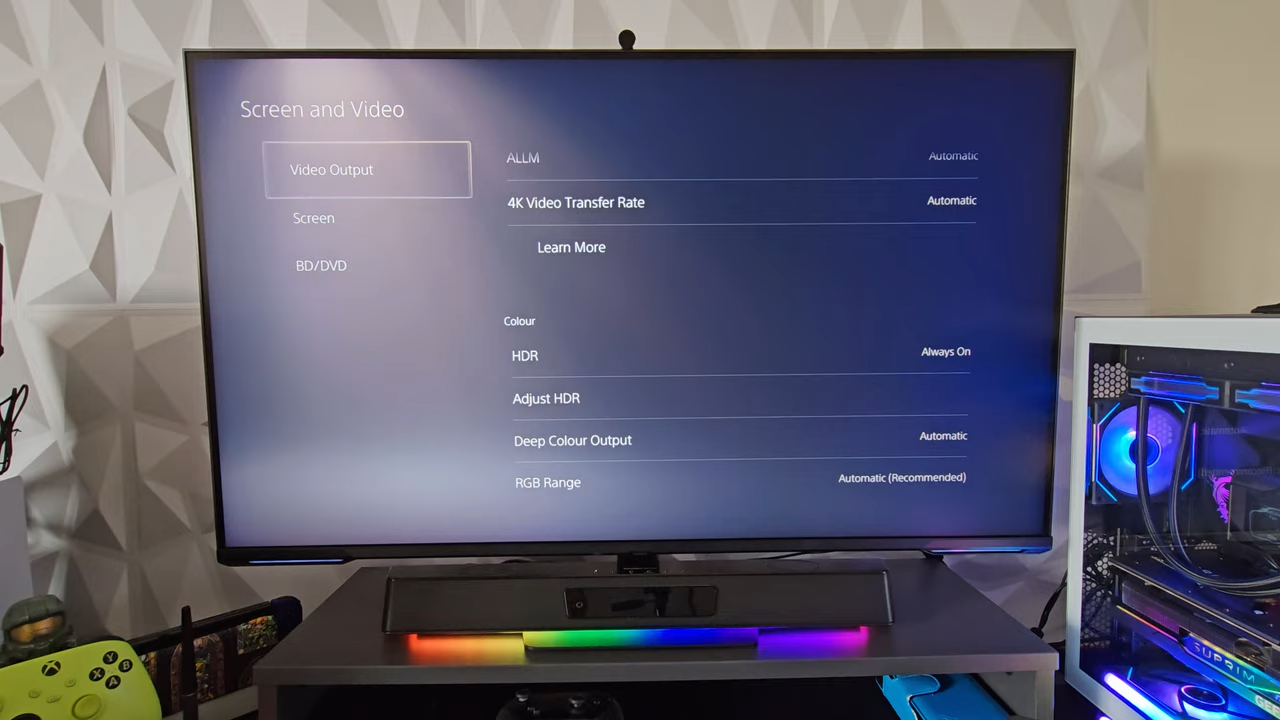 Screen and Video
Video Output
Screen
BD/DVD
ALLM Automatic
4K Video Transfer Rate Automatic
Learn More
Colour
HDR Always On
Adjust HDR
Deep Colour Output Automatic
RGB Range Automatic (Recommended)
Y
X B
A
SUPRIM